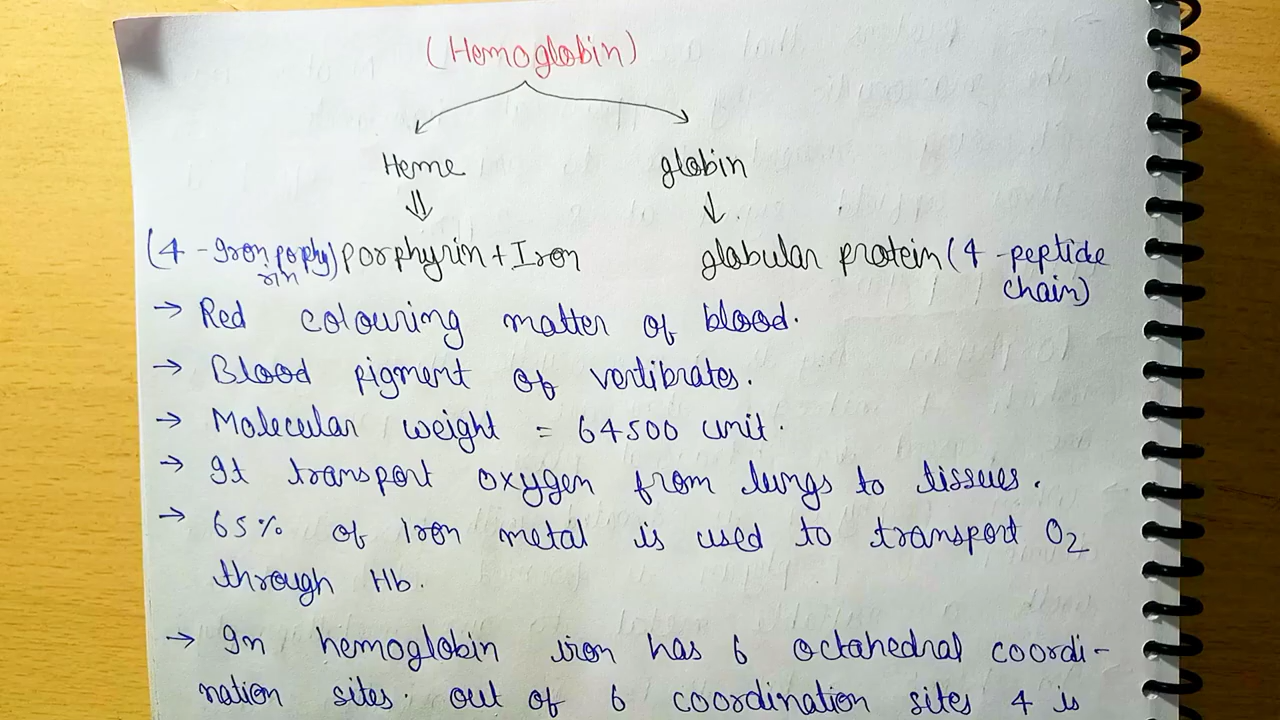 (Hemoglobin)
Heme globin
(4 - Iron porphyrin) porphyrin + Iron globular protein (4 - peptide chain)
→ Red colouring matter of blood.
→ Blood pigment of vertibrates.
→ Molecular weight = 64500 unit.
→ It transport oxygen from lungs to tissues.
→ 65% of Iron metal is used to transport O2
through Hb.
→ In hemoglobin iron has 6 octahedral coordi-
nation sites. out of 6 coordination sites 4 is